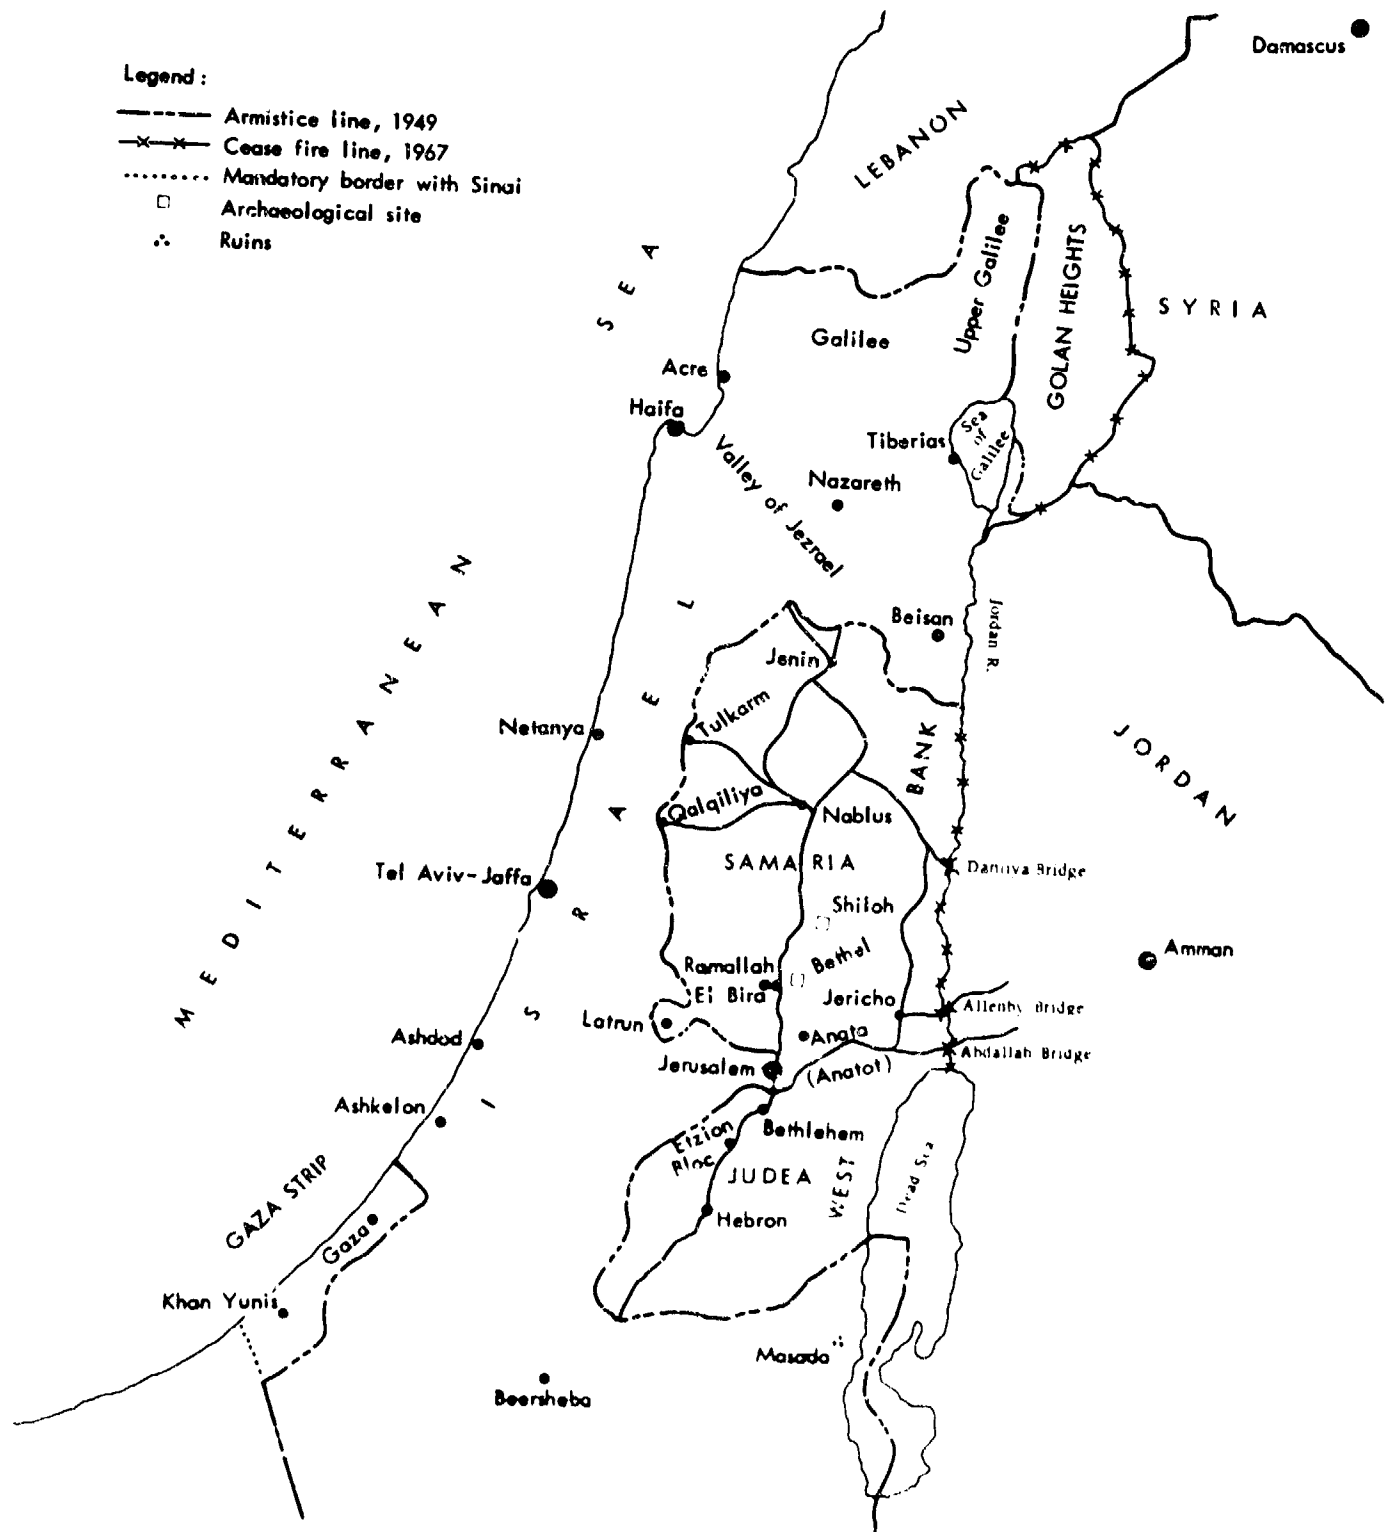 Damascus
Legend :
Armistice line, 1949
Cease fire line, 1967
Mandatory border with Sinai
Archaeological site
Ruins
LEBANON
MEDITERRANEAN SEA
Upper Galilee
GOLAN HEIGHTS
SYRIA
Galilee
Acre
Haifa
Sea
of
Galilee
Tiberias
Valley of Jezrael
Nazareth
Beisan
Jordan R.
ISRAEL
Jenin
Tulkarm
Netanya
WEST BANK
JORDAN
Qalqiliya
Nablus
SAMARIA
Tel Aviv-Jaffa
Bridge
Shiloh
Amman
Bethel
Ramallah
El Bira
Jericho
Allenby Bridge
Latrun
Anata
(Anatot)
Ashdod
Abdallah Bridge
Jerusalem
Ashkelon
Bethlehem
Etzion
Bloc
JUDEA
Dead Sea
GAZA STRIP
Gaza
Hebron
Khan Yunis
Masada
Beersheba